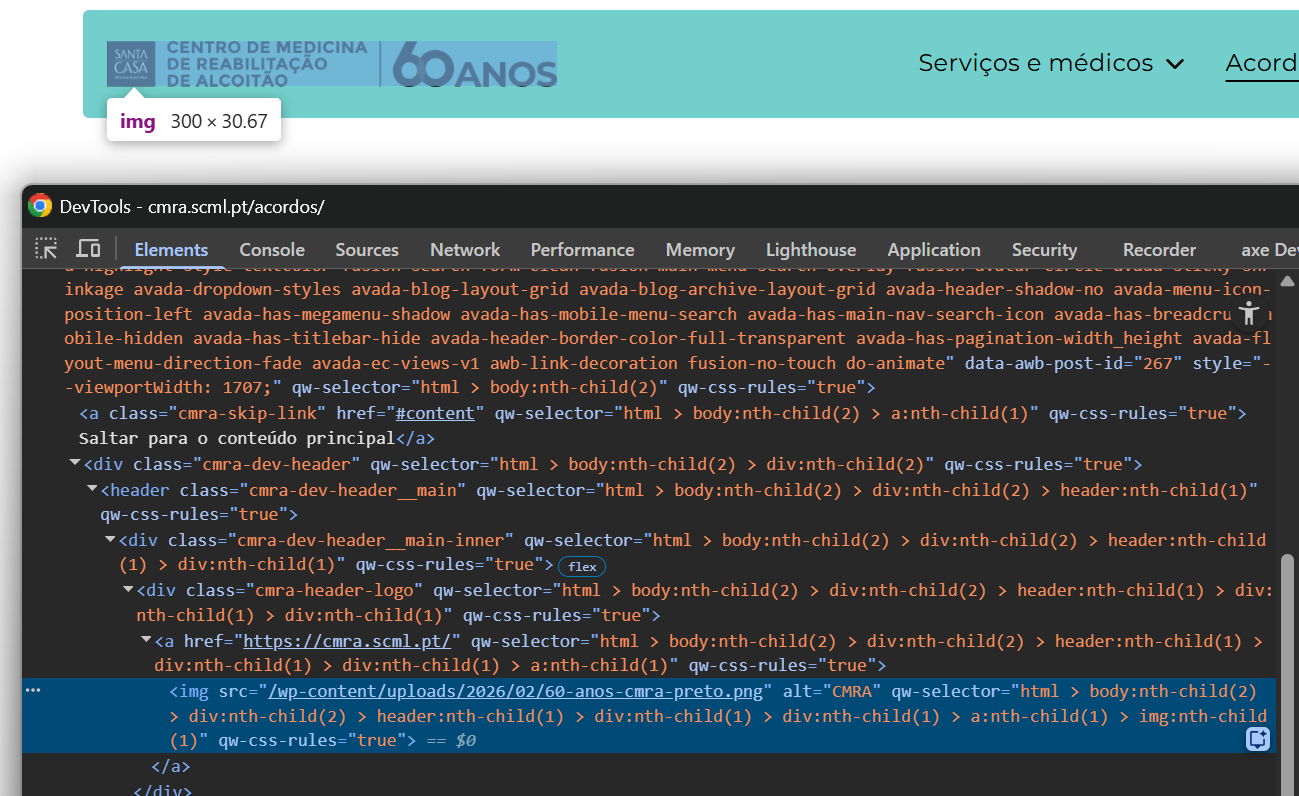 SANTA
CASA
CENTRO DE MEDICINA
DE REABILITAÇÃO
DE ALCOITÃO
60 ANOS
Serviços e médicos
Acord
img 300 × 30.67
DevTools - cmra.scml.pt/acordos/
Elements Console Sources Network Performance Memory Lighthouse Application Security Recorder axe Dev
inkage avada-dropdown-styles avada-blog-layout-grid avada-blog-archive-layout-grid avada-header-shadow-no avada-menu-icon-
position-left avada-has-megamenu-shadow avada-has-mobile-menu-search avada-has-main-nav-search-icon avada-has-breadcru
obile-hidden avada-has-titlebar-hide avada-header-border-color-full-transparent avada-has-pagination-width_height avada-fl
yout-menu-direction-fade avada-ec-views-v1 awb-link-decoration fusion-no-touch do-animate" data-awb-post-id="267" style="-
-viewportWidth: 1707;" qw-selector="html > body:nth-child(2)" qw-css-rules="true">
<a class="cmra-skip-link" href="#content" qw-selector="html > body:nth-child(2) > a:nth-child(1)" qw-css-rules="true">
Saltar para o conteúdo principal</a>
<div class="cmra-dev-header" qw-selector="html > body:nth-child(2) > div:nth-child(2)" qw-css-rules="true">
<header class="cmra-dev-header__main" qw-selector="html > body:nth-child(2) > div:nth-child(2) > header:nth-child(1)"
qw-css-rules="true">
<div class="cmra-dev-header__main-inner" qw-selector="html > body:nth-child(2) > div:nth-child(2) > header:nth-child
(1) > div:nth-child(1)" qw-css-rules="true"> flex
<div class="cmra-header-logo" qw-selector="html > body:nth-child(2) > div:nth-child(2) > header:nth-child(1) > div:
nth-child(1) > div:nth-child(1)" qw-css-rules="true">
<a href="https://cmra.scml.pt/" qw-selector="html > body:nth-child(2) > div:nth-child(2) > header:nth-child(1) >
div:nth-child(1) > div:nth-child(1) > a:nth-child(1)" qw-css-rules="true">
<img src="/wp-content/uploads/2026/02/60-anos-cmra-preto.png" alt="CMRA" qw-selector="html > body:nth-child(2)
> div:nth-child(2) > header:nth-child(1) > div:nth-child(1) > div:nth-child(1) > a:nth-child(1) > img:nth-child
(1)" qw-css-rules="true"> == $0
</a>
</div>